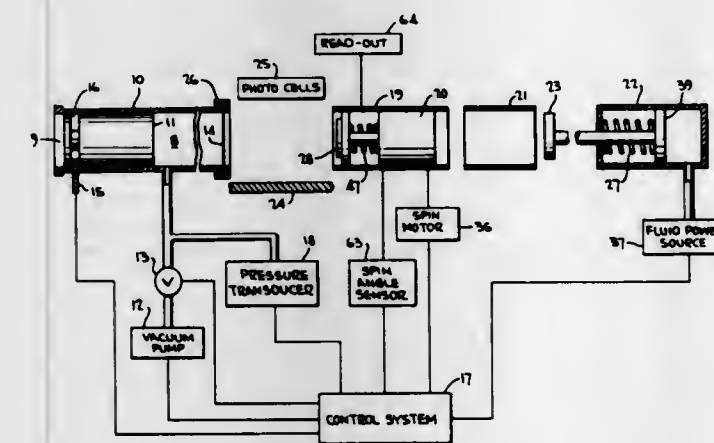 64
READ-OUT
25
PHOTO CELLS
16 10 26
11
19 20 21 23 22 39
9
14
28
47
27
15
24
SPIN MOTOR
36
63
SPIN ANGLE SENSOR
FLUID POWER SOURCE
37
13
V
18
PRESSURE TRANSDUCER
12
VACUUM PUMP
17
CONTROL SYSTEM